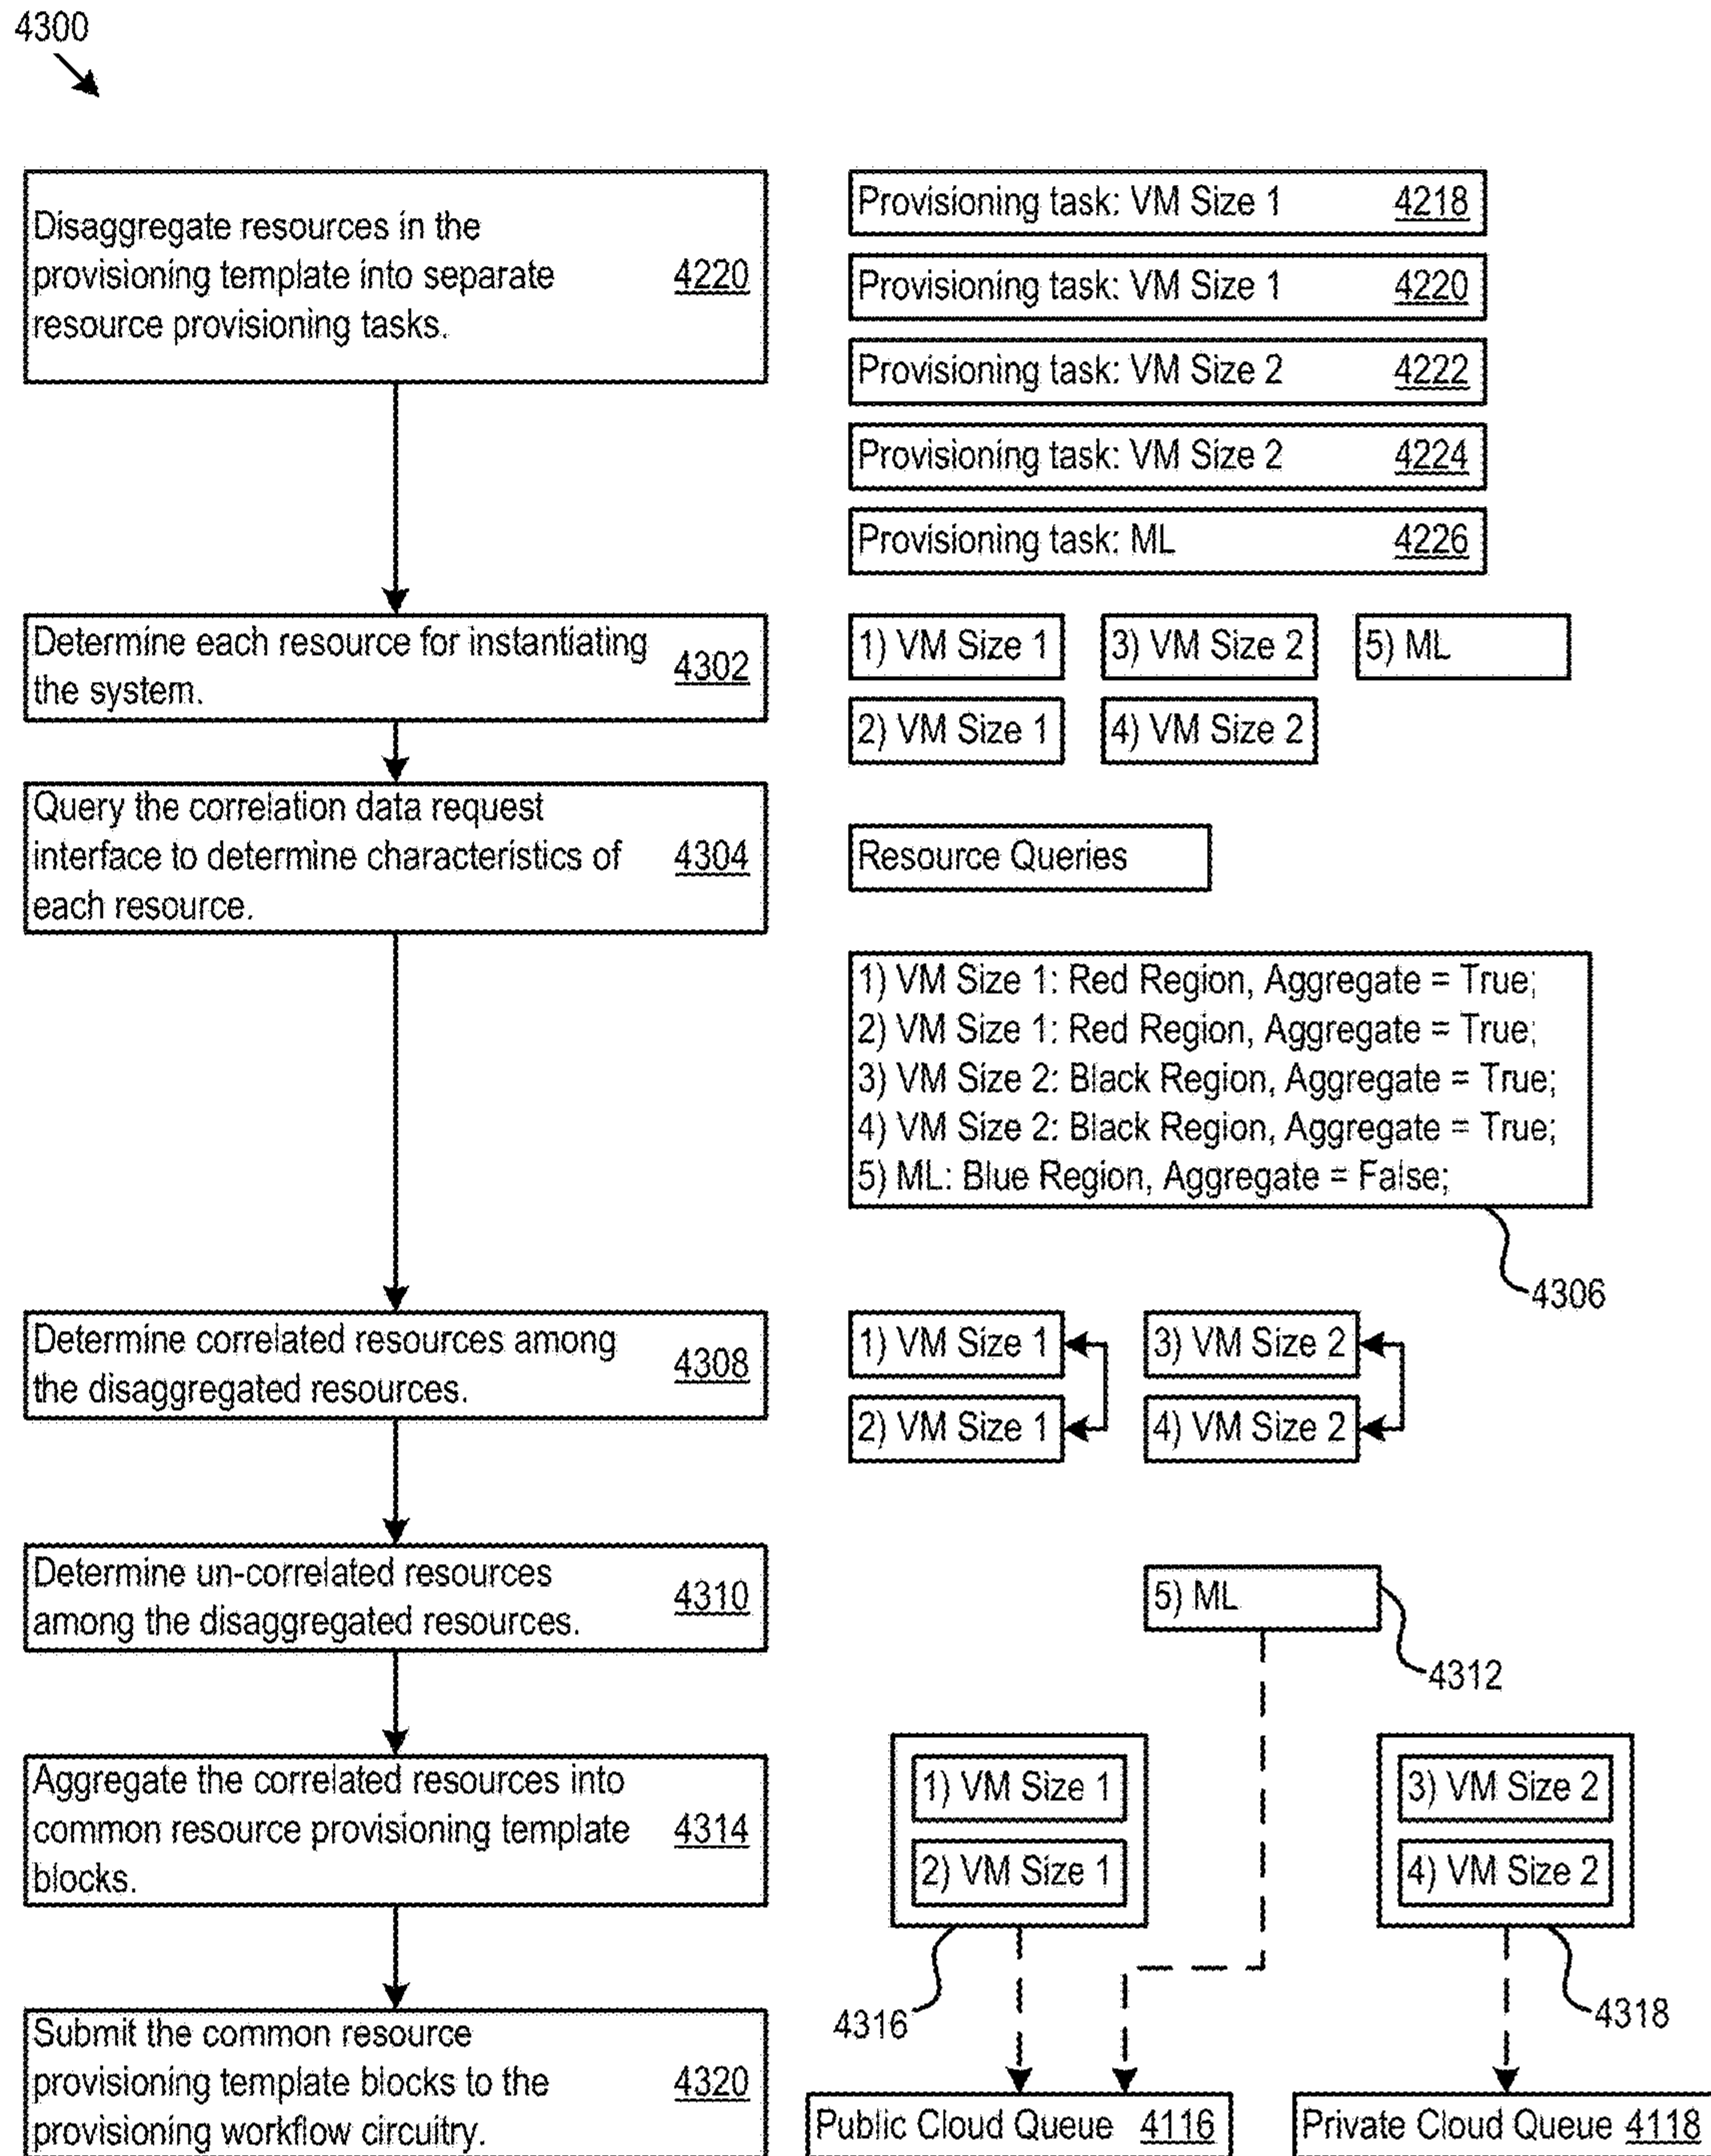 4300
Disaggregate resources in the
provisioning template into separate
resource provisioning tasks.
4220
Provisioning task: VM Size 1 4218
Provisioning task: VM Size 1 4220
Provisioning task: VM Size 2 4222
Provisioning task: VM Size 2 4224
Provisioning task: ML 4226
Determine each resource for instantiating
the system.
4302
1) VM Size 1
3) VM Size 2
5) ML
2) VM Size 1
4) VM Size 2
Query the correlation data request
interface to determine characteristics of
each resource.
4304
Resource Queries
1) VM Size 1: Red Region, Aggregate = True;
2) VM Size 1: Red Region, Aggregate = True;
3) VM Size 2: Black Region, Aggregate = True;
4) VM Size 2: Black Region, Aggregate = True;
5) ML: Blue Region, Aggregate = False;
4306
Determine correlated resources among
the disaggregated resources.
4308
1) VM Size 1
3) VM Size 2
2) VM Size 1
4) VM Size 2
Determine un-correlated resources
among the disaggregated resources.
4310
5) ML
4312
Aggregate the correlated resources into
common resource provisioning template
blocks.
4314
1) VM Size 1
2) VM Size 1
3) VM Size 2
4) VM Size 2
4316
4318
Submit the common resource
provisioning template blocks to the
provisioning workflow circuitry.
4320
Public Cloud Queue 4116
Private Cloud Queue 4118